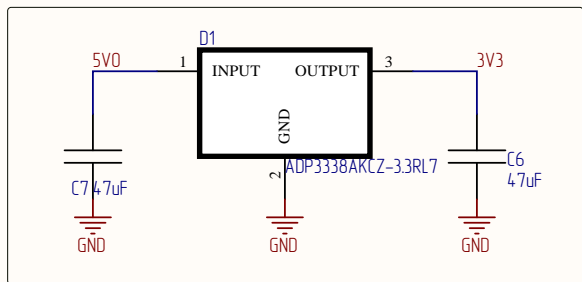 D1
5V0
1
INPUT
OUTPUT
3
3V3
GND
2
ADP3338AKCZ-3.3RL7
C7 47uF
C6
47uF
GND
GND
GND